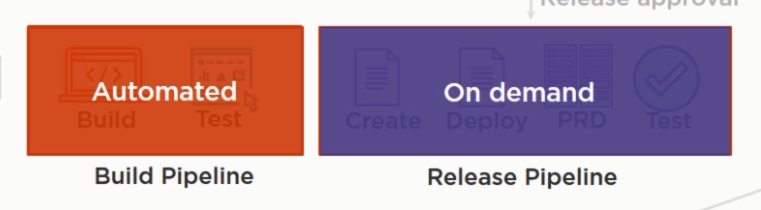 Release approval
Automated
Build Test
On demand
Create Deploy PRD Test
Build Pipeline
Release Pipeline